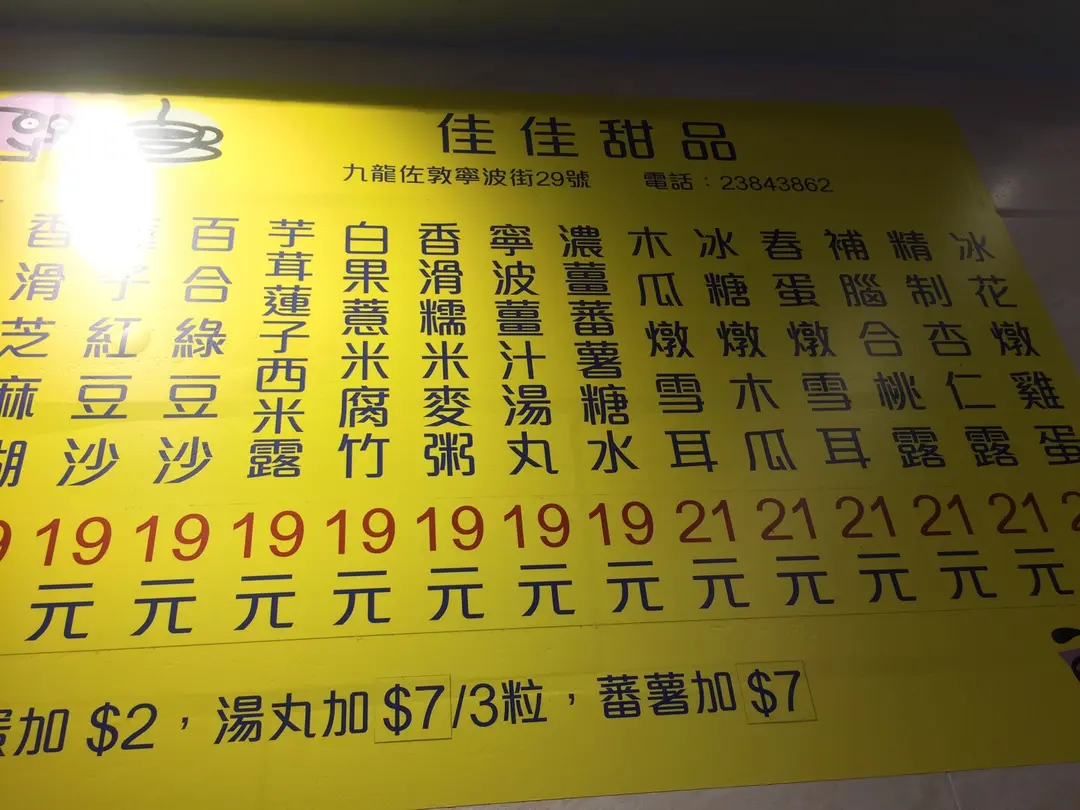 佳佳甜品
九龍佐敦寧波街29號 電話：23843862
冰花燉雞蛋
精制杏仁露
補腦合桃露
春蛋燉雪耳
冰糖燉木瓜
木瓜燉雪耳
濃薑蕃薯糖水
寧波薑汁湯丸
香滑糯米麥粥
白果薏米腐竹
芋茸蓮子西米露
百合綠豆沙
子紅豆沙
香滑芝麻
19 19 19 19 19 19 19 21 21 21 21 21
元 元 元 元 元 元 元 元 元 元 元 元
加 $2，湯丸加 $7/3粒，蕃薯加 $7